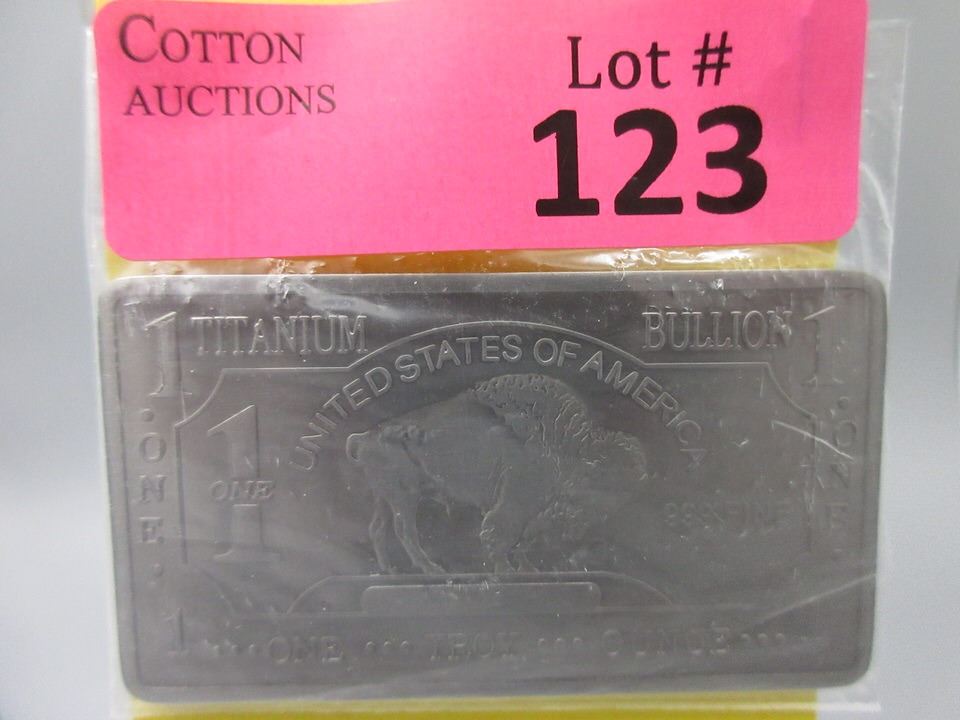 COTTON
AUCTIONS
Lot #
123
1 TITANIUM BULLION 1
UNITED STATES OF AMERICA
1
ONE
999 FINE
· ONE ·
· ONE ·
1 ··· ONE ··· TROY ··· OUNCE ···